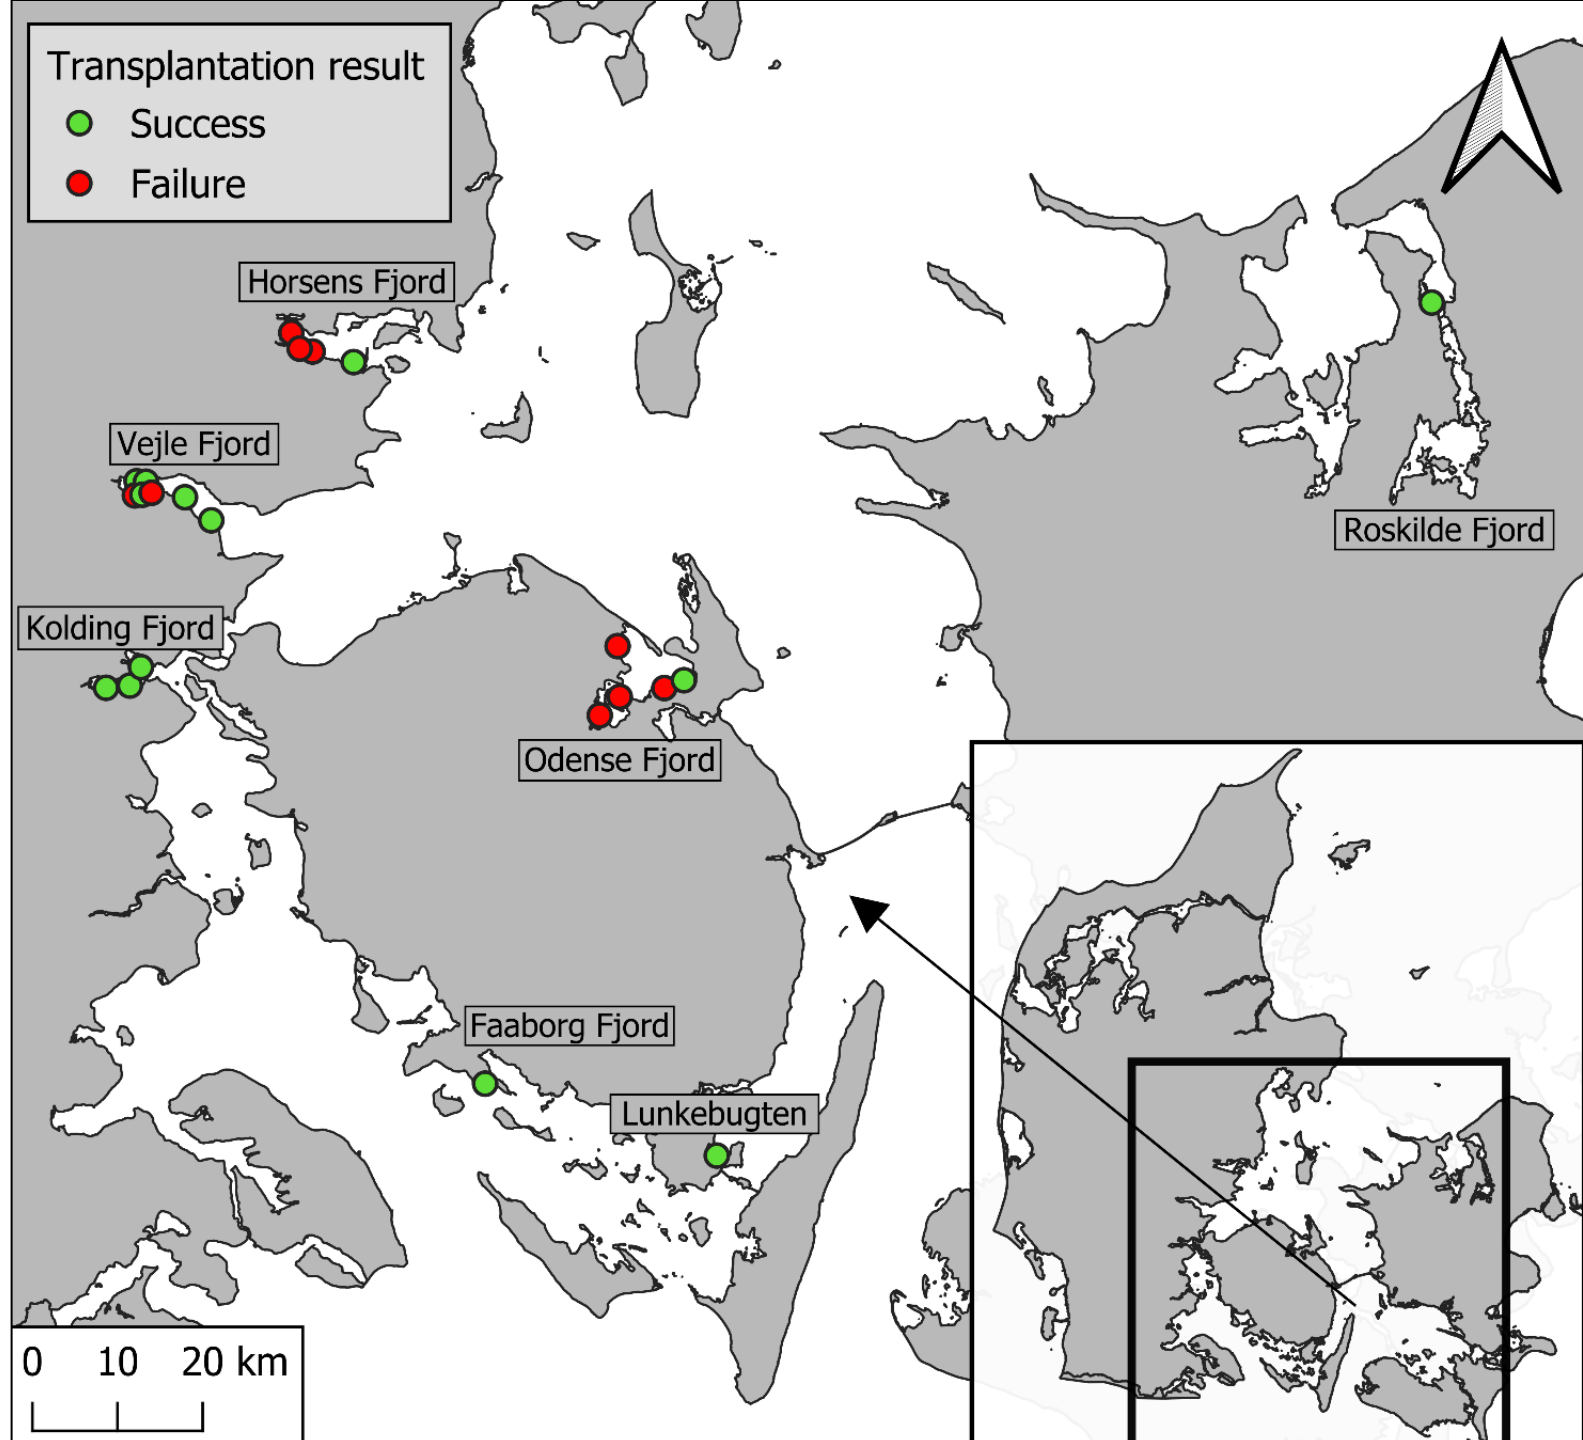 Transplantation result
Success
Failure
Horsens Fjord
Vejle Fjord
Roskilde Fjord
Kolding Fjord
Odense Fjord
Faaborg Fjord
Lunkebugten
0 10 20 km